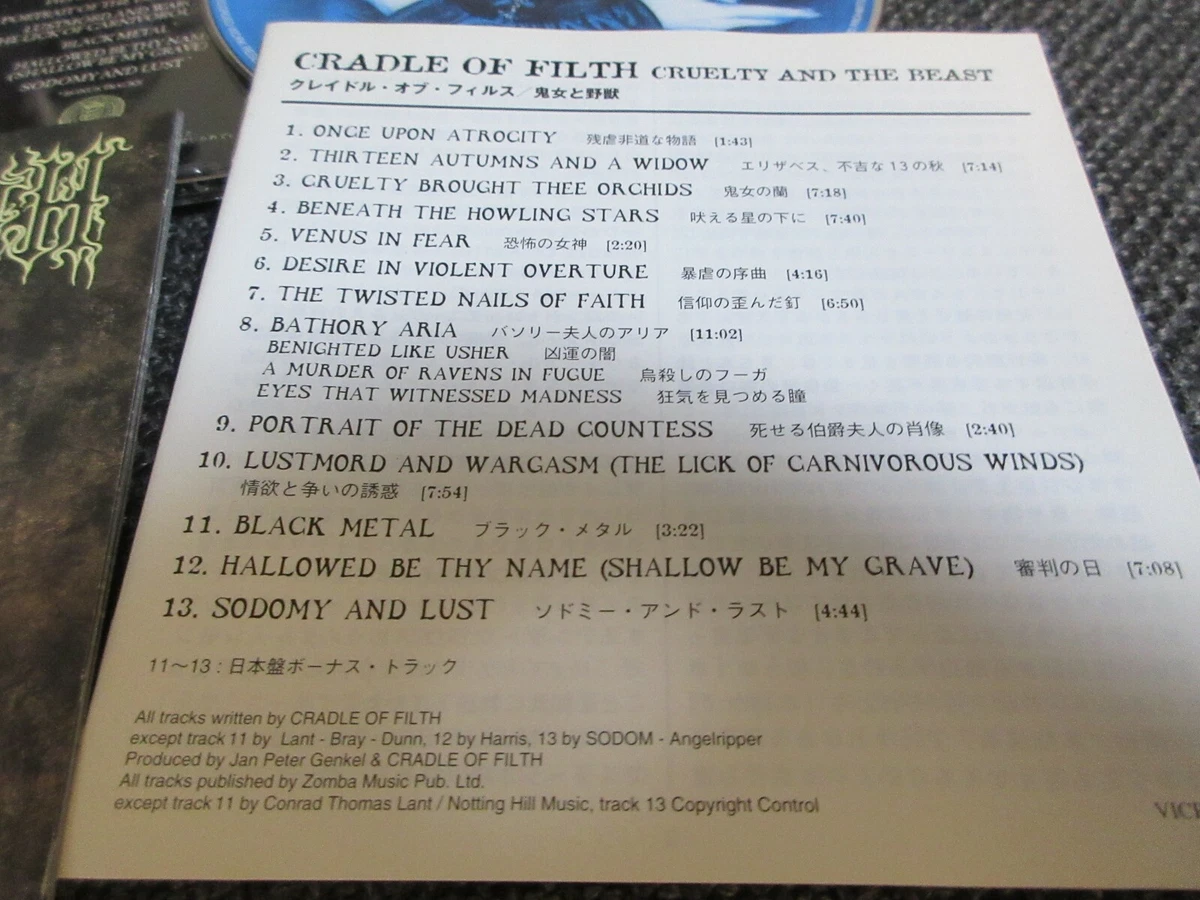 BLACK METAL
SODOMY AND LUST
CRADLE OF FILTH CRUELTY AND THE BEAST
クレイドル・オブ・フィルス/鬼女と野獣
1. ONCE UPON ATROCITY 残虐非道な物語 [1:43]
2. THIRTEEN AUTUMNS AND A WIDOW エリザベス、不吉な13の秋 [7:14]
3. CRUELTY BROUGHT THEE ORCHIDS 鬼女の蘭 [7:18]
4. BENEATH THE HOWLING STARS 吠える星の下に [7:40]
5. VENUS IN FEAR 恐怖の女神 [2:20]
6. DESIRE IN VIOLENT OVERTURE 暴虐の序曲 [4:16]
7. THE TWISTED NAILS OF FAITH 信仰の歪んだ釘 [6:50]
8. BATHORY ARIA バソリー夫人のアリア [11:02]
BENIGHTED LIKE USHER 凶運の闇
A MURDER OF RAVENS IN FUGUE 烏殺しのフーガ
EYES THAT WITNESSED MADNESS 狂気を見つめる瞳
9. PORTRAIT OF THE DEAD COUNTESS 死せる伯爵夫人の肖像 [2:40]
10. LUSTMORD AND WARGASM (THE LICK OF CARNIVOROUS WINDS)
情欲と争いの誘惑 [7:54]
11. BLACK METAL ブラック・メタル [3:22]
12. HALLOWED BE THY NAME (SHALLOW BE MY GRAVE) 審判の日 [7:08]
13. SODOMY AND LUST ソドミー・アンド・ラスト [4:44]
11〜13:日本盤ボーナス・トラック
All tracks written by CRADLE OF FILTH
except track 11 by Lant - Bray - Dunn, 12 by Harris, 13 by SODOM - Angelripper
Produced by Jan Peter Genkel & CRADLE OF FILTH
All tracks published by Zomba Music Pub. Ltd.
except track 11 by Conrad Thomas Lant / Notting Hill Music, track 13 Copyright Control